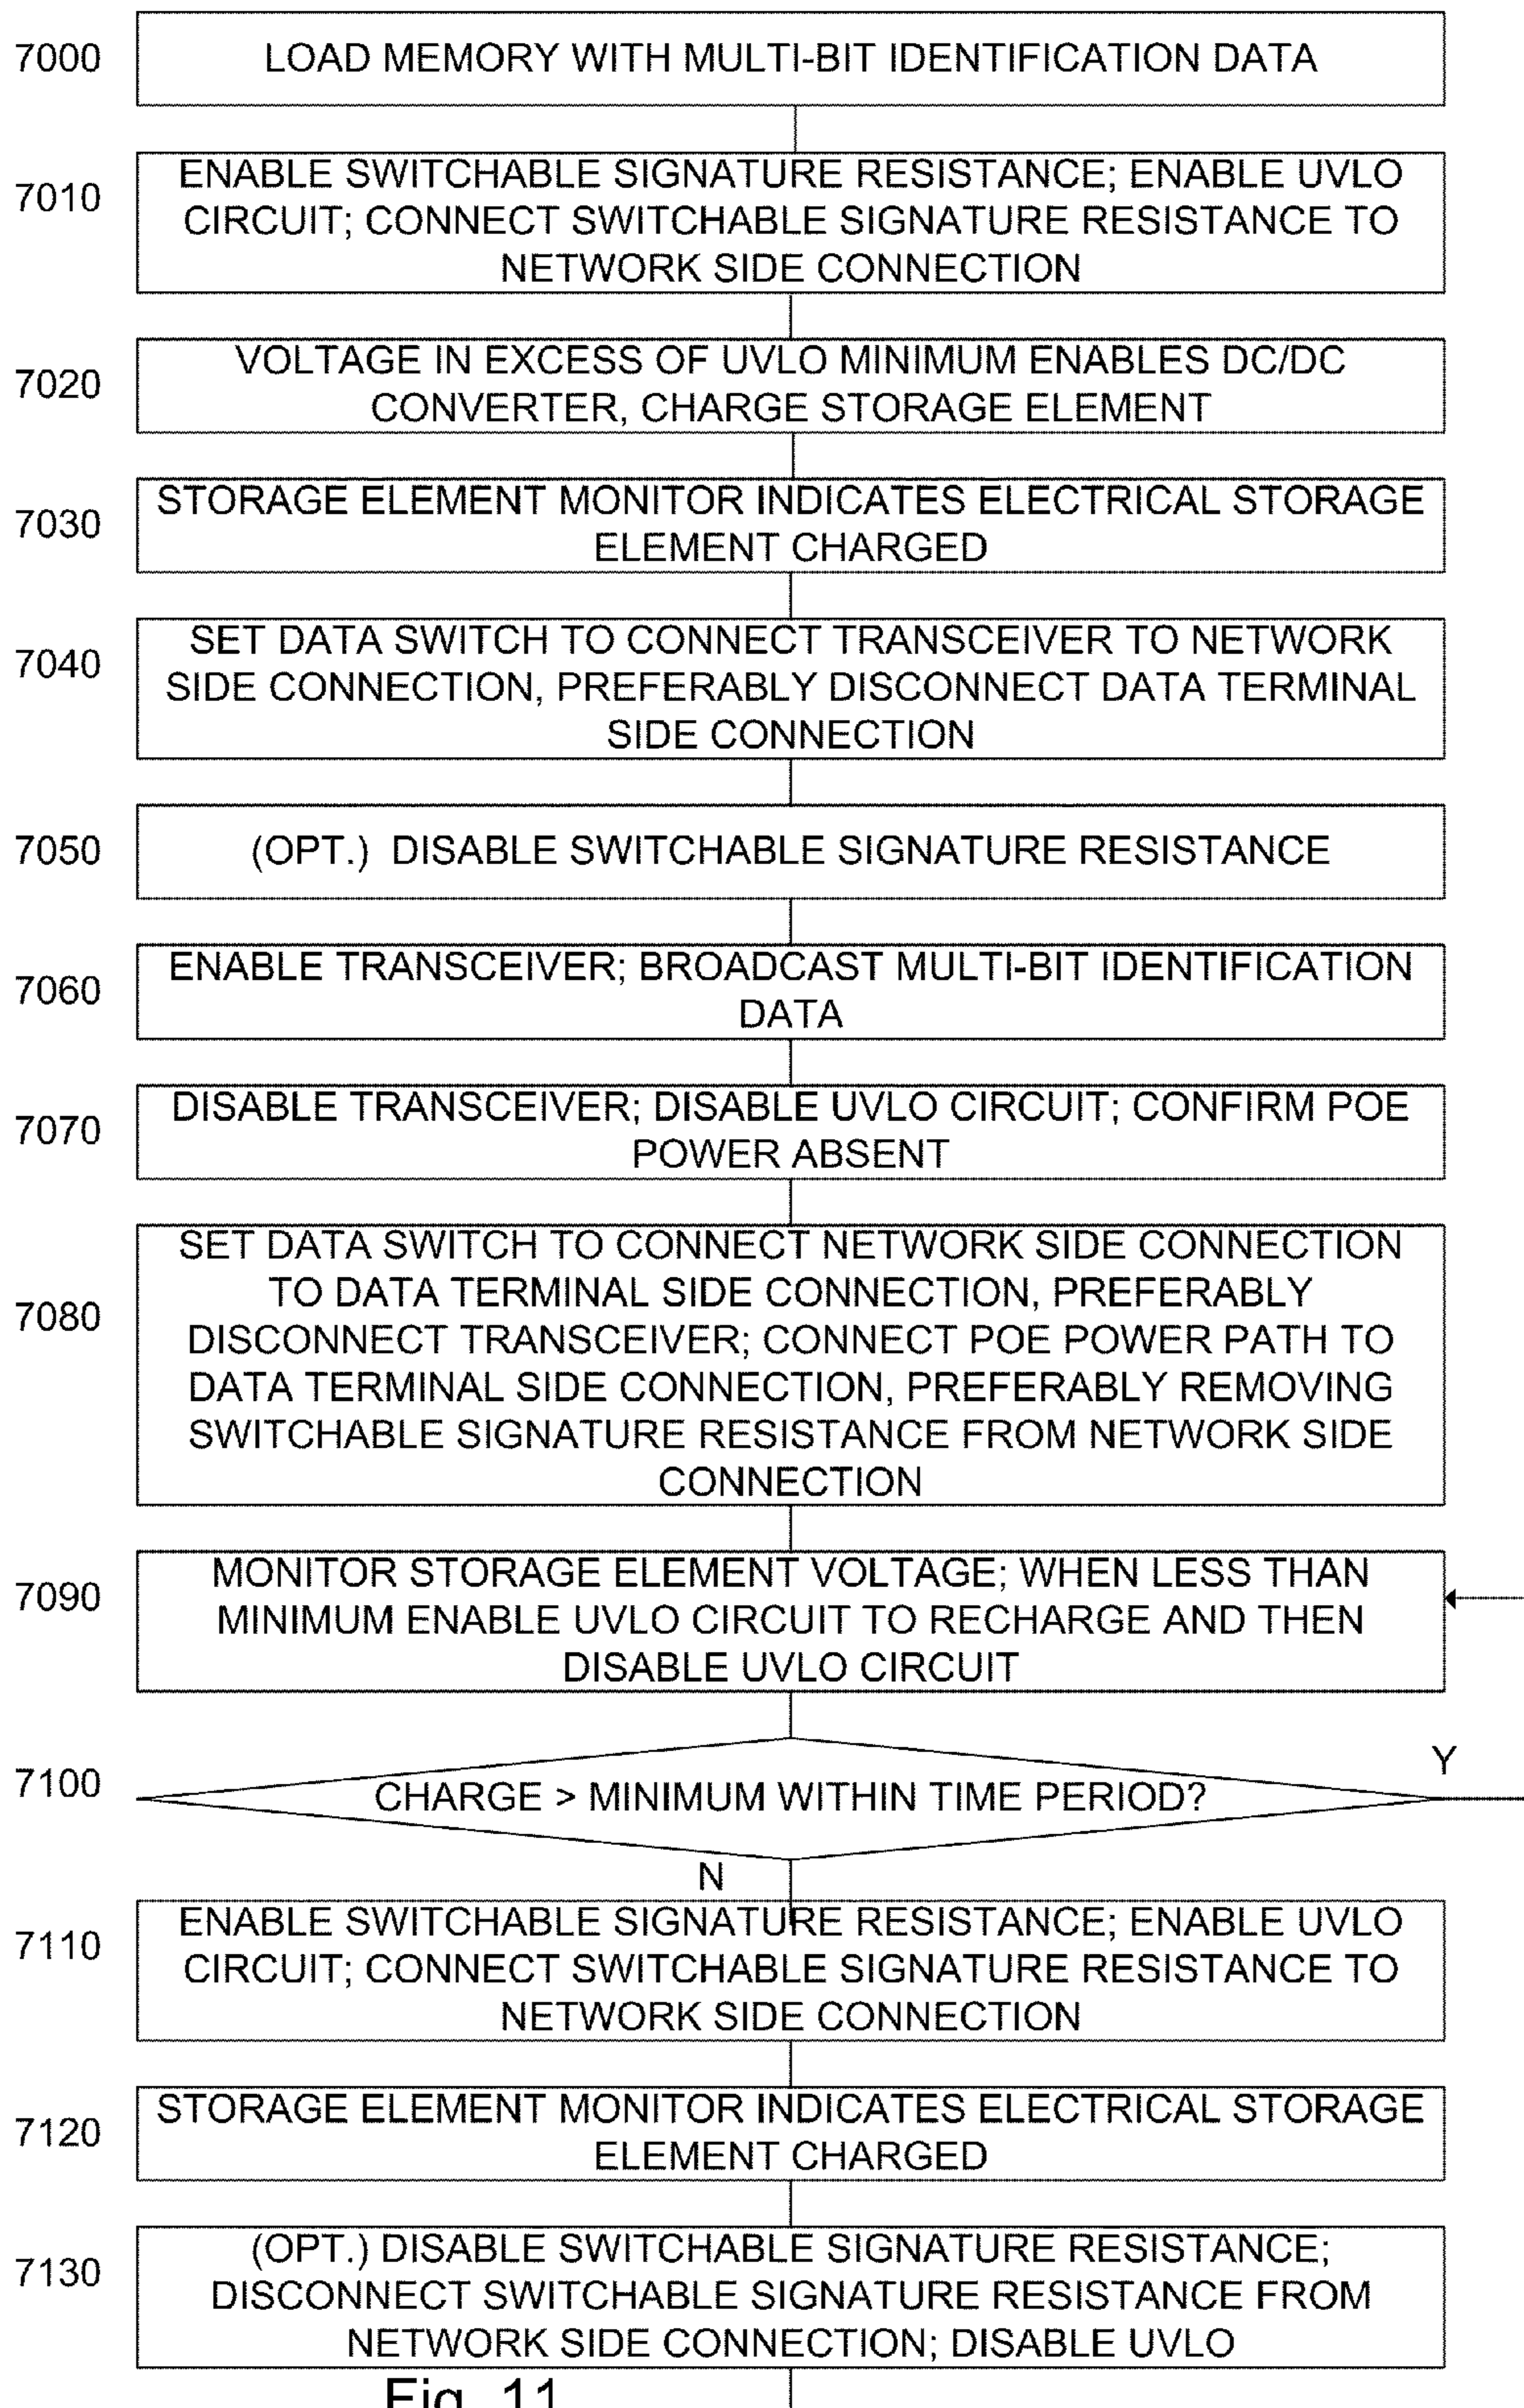 7000
LOAD MEMORY WITH MULTI-BIT IDENTIFICATION DATA
7010
ENABLE SWITCHABLE SIGNATURE RESISTANCE; ENABLE UVLO
CIRCUIT; CONNECT SWITCHABLE SIGNATURE RESISTANCE TO
NETWORK SIDE CONNECTION
7020
VOLTAGE IN EXCESS OF UVLO MINIMUM ENABLES DC/DC
CONVERTER, CHARGE STORAGE ELEMENT
7030
STORAGE ELEMENT MONITOR INDICATES ELECTRICAL STORAGE
ELEMENT CHARGED
7040
SET DATA SWITCH TO CONNECT TRANSCEIVER TO NETWORK
SIDE CONNECTION, PREFERABLY DISCONNECT DATA TERMINAL
SIDE CONNECTION
7050
(OPT.) DISABLE SWITCHABLE SIGNATURE RESISTANCE
7060
ENABLE TRANSCEIVER; BROADCAST MULTI-BIT IDENTIFICATION
DATA
7070
DISABLE TRANSCEIVER; DISABLE UVLO CIRCUIT; CONFIRM POE
POWER ABSENT
7080
SET DATA SWITCH TO CONNECT NETWORK SIDE CONNECTION
TO DATA TERMINAL SIDE CONNECTION, PREFERABLY
DISCONNECT TRANSCEIVER; CONNECT POE POWER PATH TO
DATA TERMINAL SIDE CONNECTION, PREFERABLY REMOVING
SWITCHABLE SIGNATURE RESISTANCE FROM NETWORK SIDE
CONNECTION
7090
MONITOR STORAGE ELEMENT VOLTAGE; WHEN LESS THAN
MINIMUM ENABLE UVLO CIRCUIT TO RECHARGE AND THEN
DISABLE UVLO CIRCUIT
7100
CHARGE > MINIMUM WITHIN TIME PERIOD?
Y
N
7110
ENABLE SWITCHABLE SIGNATURE RESISTANCE; ENABLE UVLO
CIRCUIT; CONNECT SWITCHABLE SIGNATURE RESISTANCE TO
NETWORK SIDE CONNECTION
7120
STORAGE ELEMENT MONITOR INDICATES ELECTRICAL STORAGE
ELEMENT CHARGED
7130
(OPT.) DISABLE SWITCHABLE SIGNATURE RESISTANCE;
DISCONNECT SWITCHABLE SIGNATURE RESISTANCE FROM
NETWORK SIDE CONNECTION; DISABLE UVLO
Fig. 11